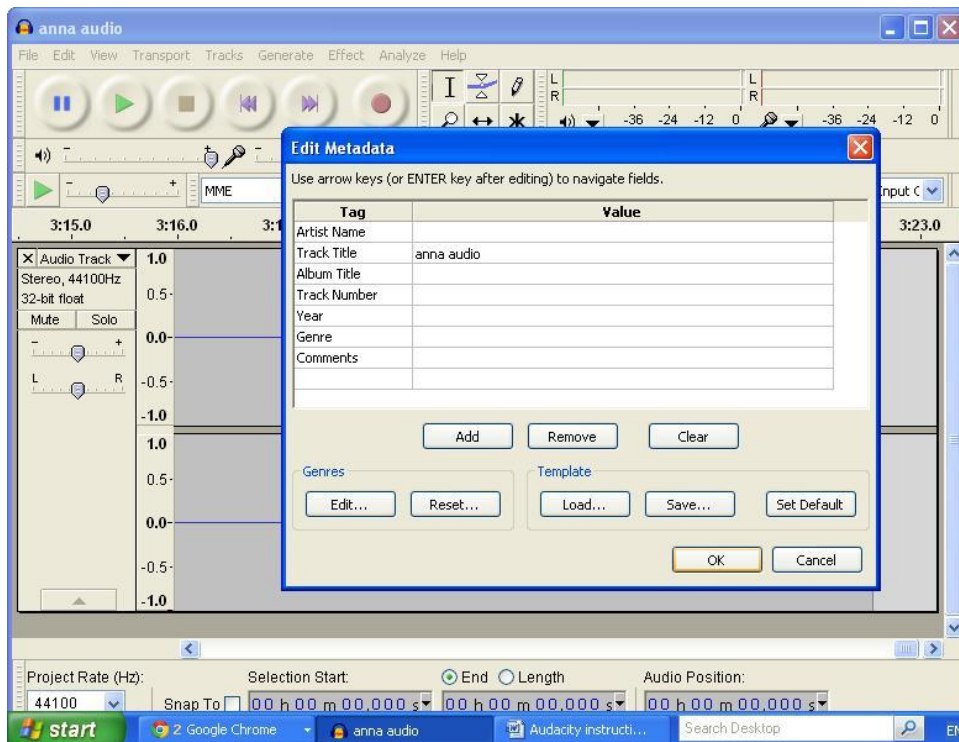 anna audio
File Edit View Transport Tracks Generate Effect Analyze Help
L
R
-36 -24 -12 0
L
R
-36 -24 -12 0
MME
Input C
3:15.0 3:16.0 3:1 3:23.0
Edit Metadata
Use arrow keys (or ENTER key after editing) to navigate fields.
Tag Value
Artist Name
Track Title anna audio
Album Title
Track Number
Year
Genre
Comments
Add Remove Clear
Genres
Edit... Reset...
Template
Load... Save... Set Default
OK Cancel
X Audio Track
Stereo, 44100Hz
32-bit float
Mute Solo
- +
L R
1.0
0.5-
0.0-
-0.5-
-1.0
1.0
0.5-
0.0-
-0.5-
-1.0
Project Rate (Hz): Selection Start: End Length Audio Position:
44100 Snap To 00 h 00 m 00,000 s 00 h 00 m 00,000 s 00 h 00 m 00,000 s
start 2 Google Chrome anna audio Audacity instructi... Search Desktop EN